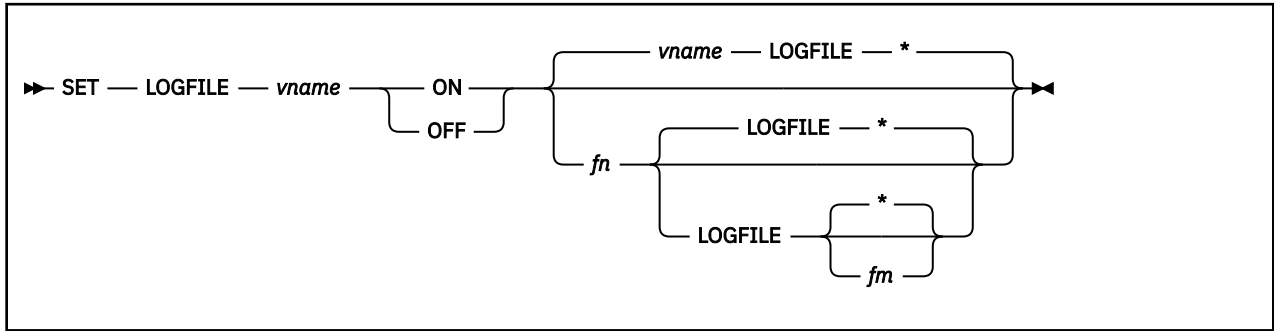 vname LOGFILE *
SET LOGFILE vname ON
OFF
LOGFILE *
fn
*
LOGFILE
fm